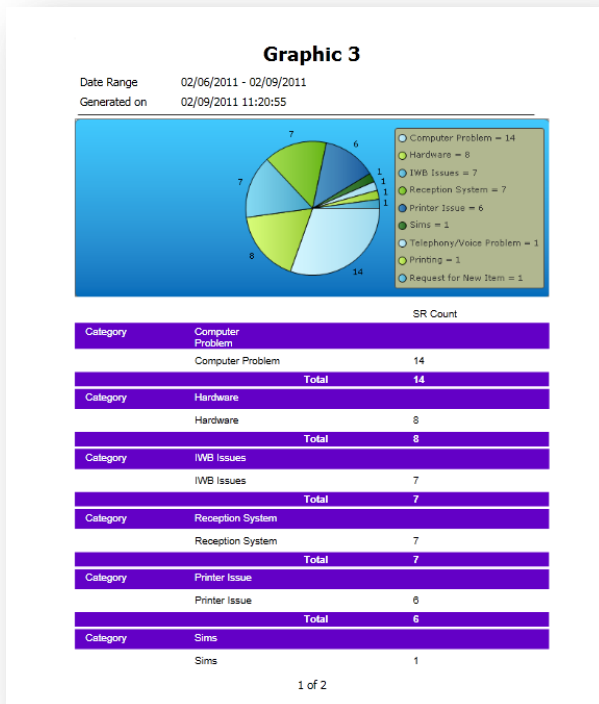 Graphic 3
Date Range 02/06/2011 - 02/09/2011
Generated on 02/09/2011 11:20:55
7
6
7
1
1
1
1
8
14
Computer Problem = 14
Hardware = 8
IWB Issues = 7
Reception System = 7
Printer Issue = 6
Sims = 1
Telephony/Voice Problem = 1
Printing = 1
Request for New Item = 1
SR Count
Category Computer
Problem
Computer Problem 14
Total 14
Category Hardware
Hardware 8
Total 8
Category IWB Issues
IWB Issues 7
Total 7
Category Reception System
Reception System 7
Total 7
Category Printer Issue
Printer Issue 6
Total 6
Category Sims
Sims 1
1 of 2